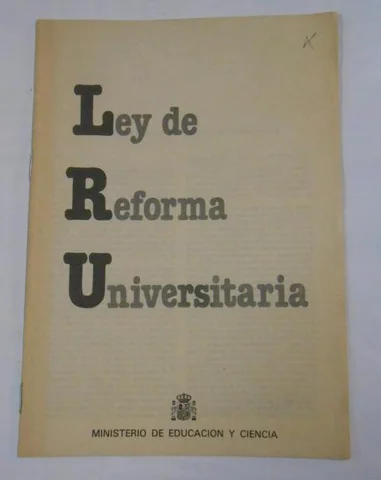 Ley de
Reforma
Universitaria
MINISTERIO DE EDUCACION Y CIENCIA